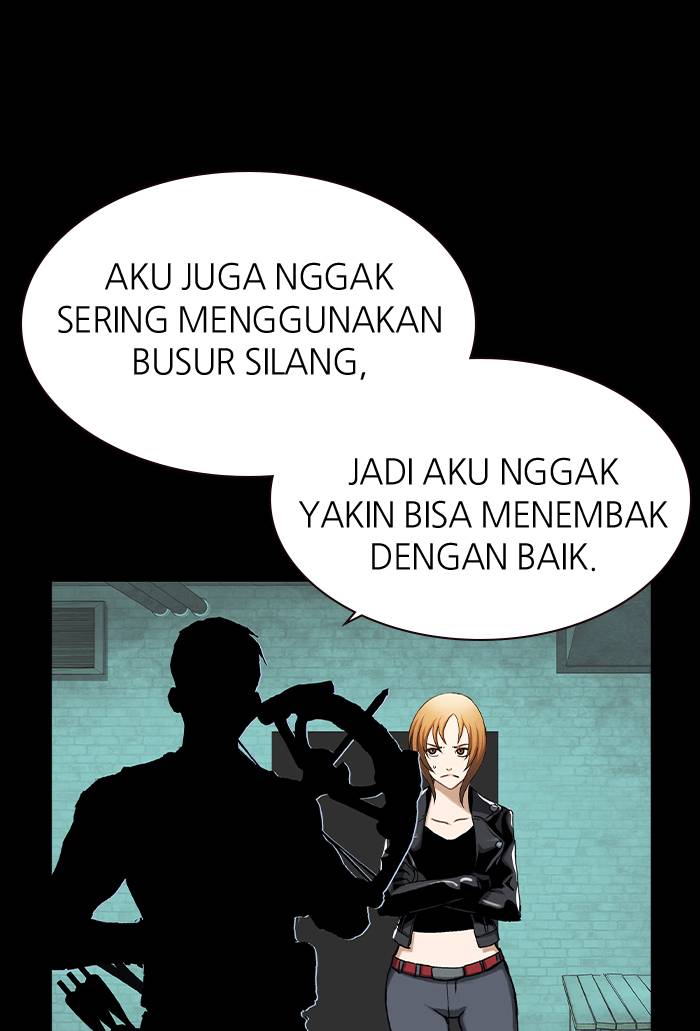 AKU JUGA NGGAK
SERING MENGGUNAKAN
BUSUR SILANG,
JADI AKU NGGAK
YAKIN BISA MENEMBAK
DENGAN BAIK.